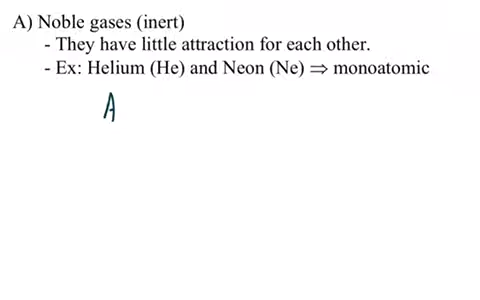 A) Noble gases (inert)
- They have little attraction for each other.
- Ex: Helium (He) and Neon (Ne) ⇒ monoatomic
A